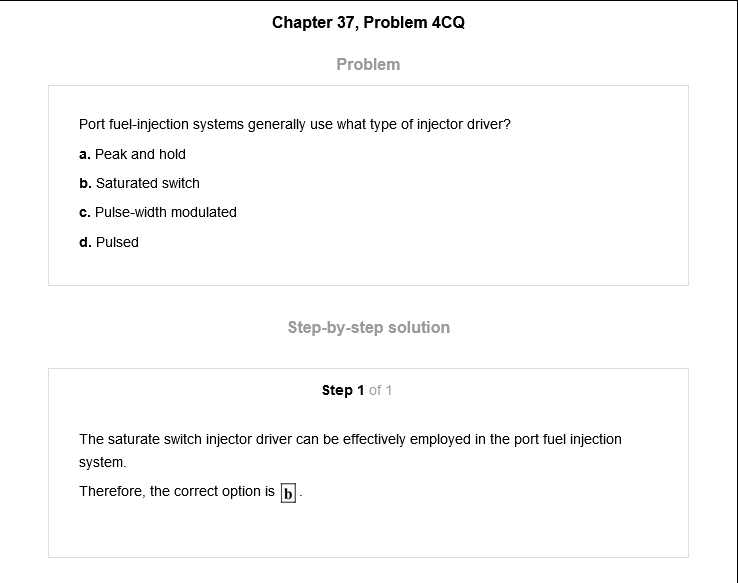 Chapter 37, Problem 4CQ
Problem
Port fuel-injection systems generally use what type of injector driver?
a. Peak and hold
b. Saturated switch
c. Pulse-width modulated
d. Pulsed
Step-by-step solution
Step 1 of 1
The saturate switch injector driver can be effectively employed in the port fuel injection
system.
Therefore, the correct option is b.